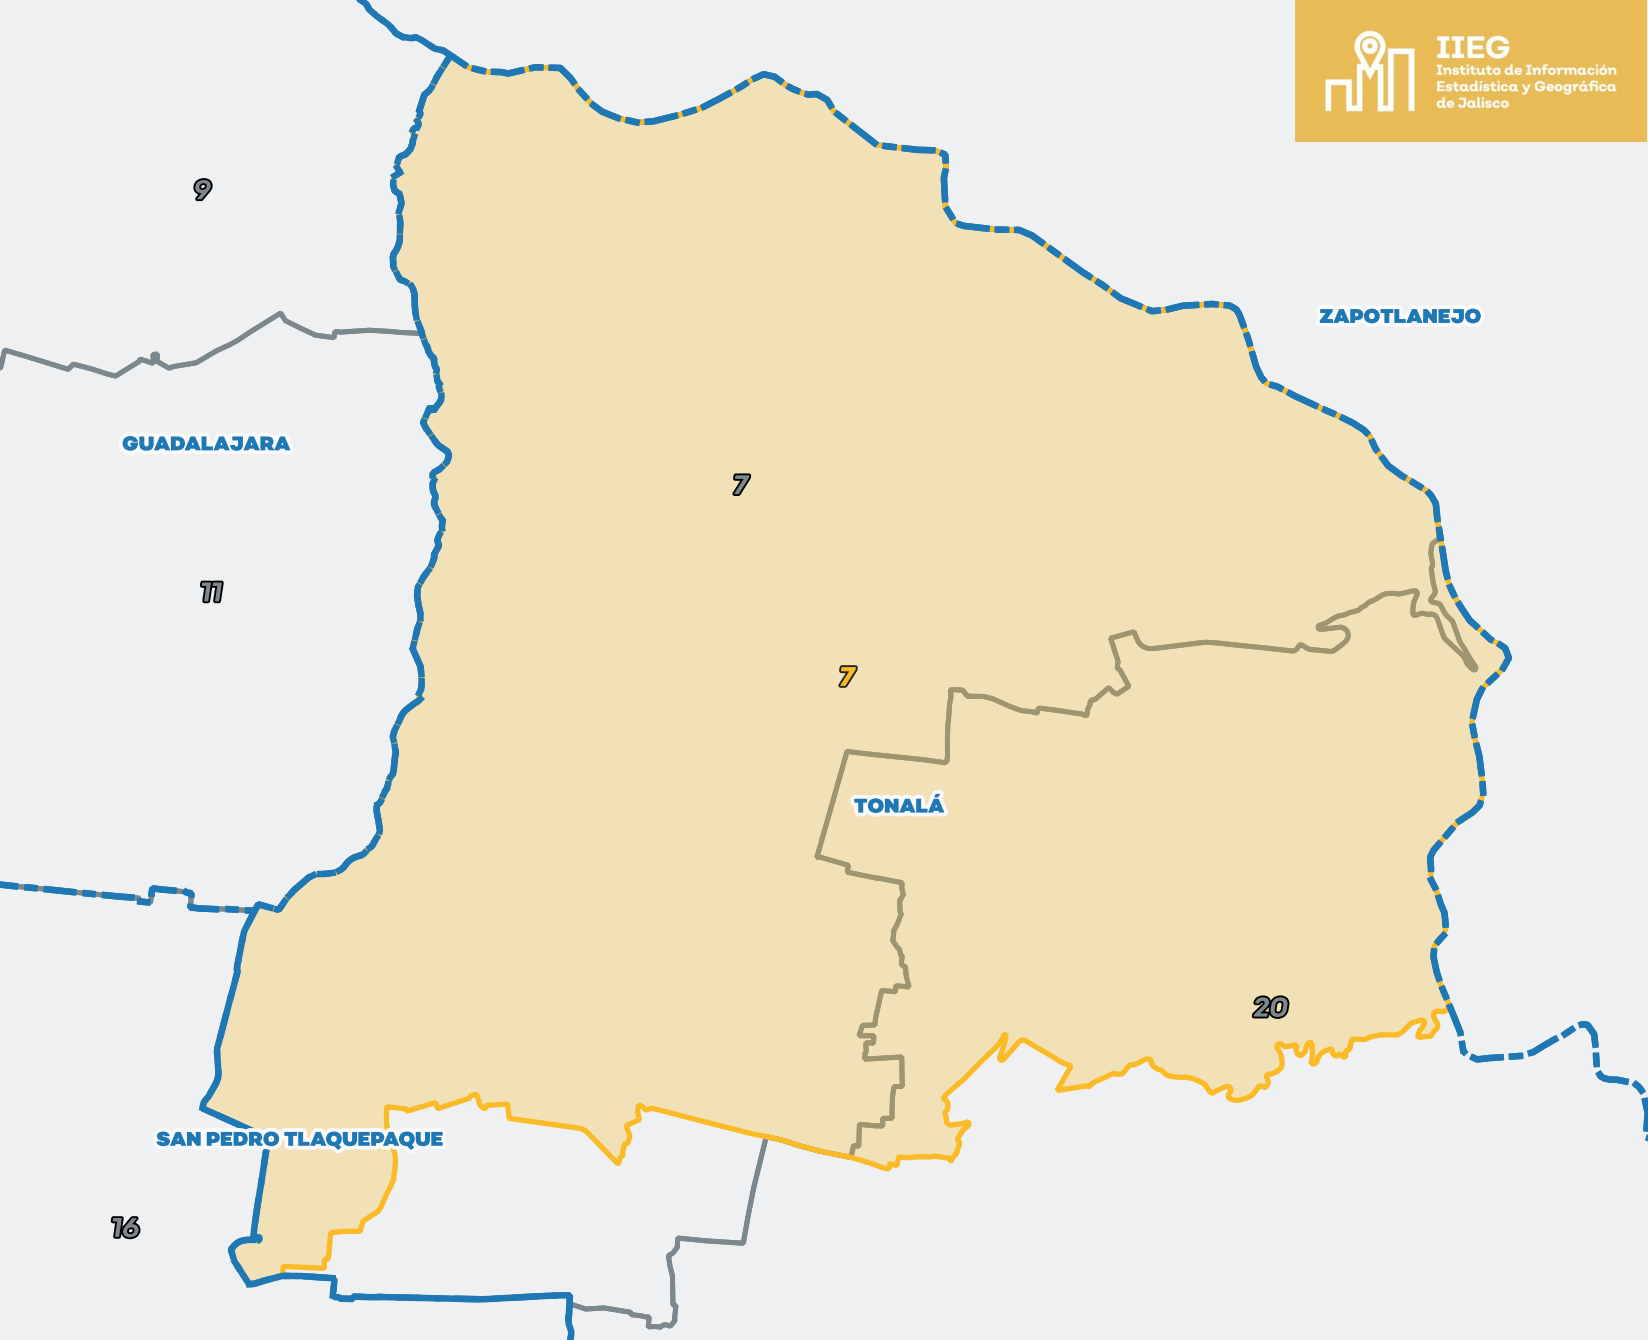 IIEG
Instituto de Información
Estadística y Geográfica
de Jalisco
9
ZAPOTLANEJO
GUADALAJARA
7
11
7
TONALÁ
20
SAN PEDRO TLAQUEPAQUE
16